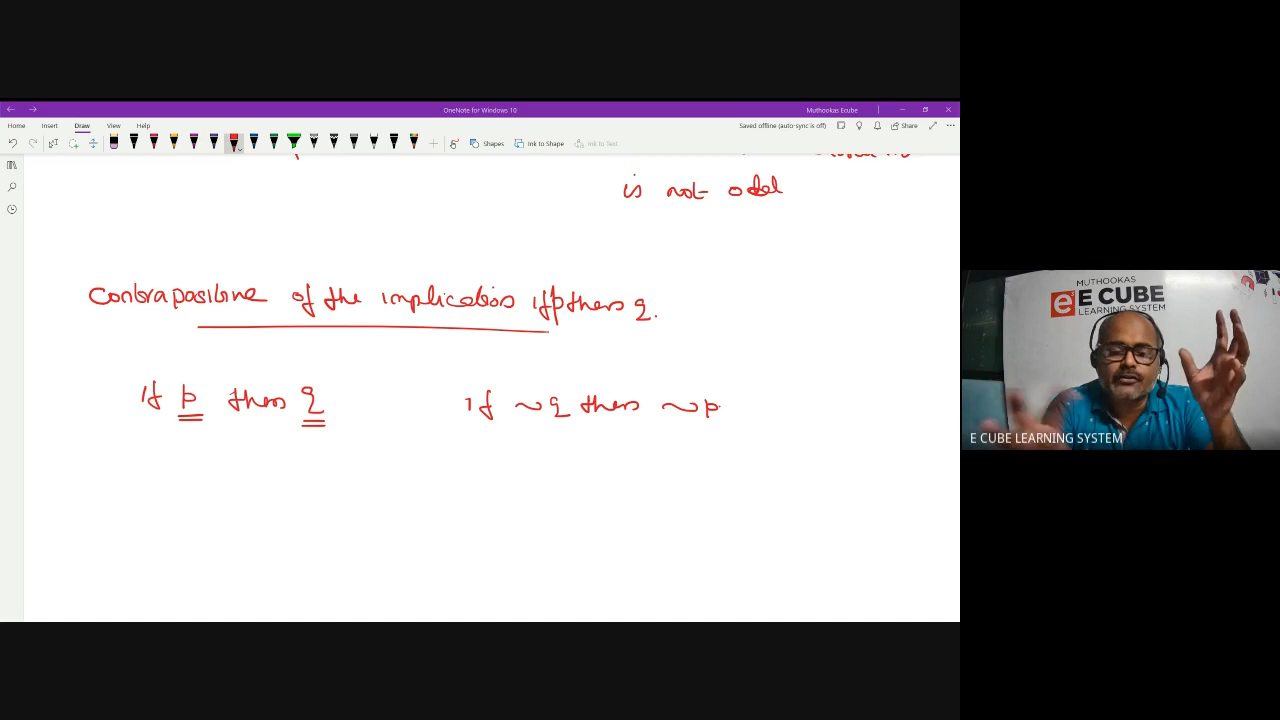 OneNote for Windows 10
Muthookas Ecube
Home Insert Draw View Help
Saved offline (auto-sync is off)
Share
Shapes
Ink to Shape
Ink to Text
is not odd
Contrapositive of the implication if p then q.
If p then q
If ~q then ~p
MUTHOOKAS
e E CUBE
LEARNING SYSTEM
E CUBE LEARNING SYSTEM